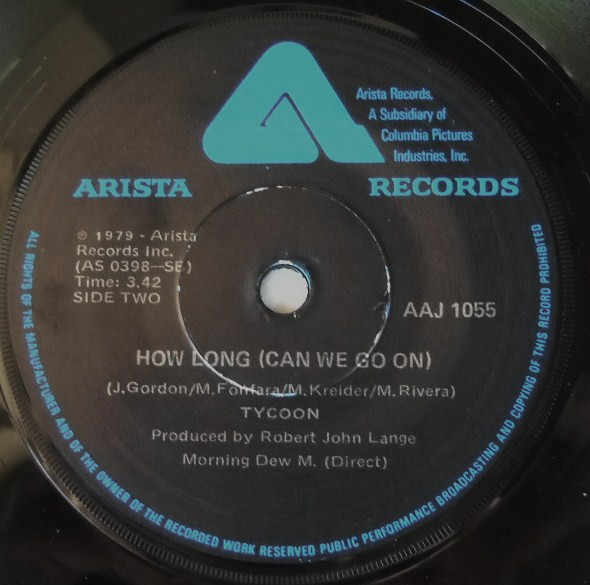 Arista Records,
A Subsidiary of
Columbia Pictures
Industries, Inc.
ARISTA RECORDS
℗ 1979 - Arista
Records Inc.
(AS 0398—SE)
Time: 3.42
SIDE TWO
AAJ 1055
HOW LONG (CAN WE GO ON)
(J.Gordon/M.Fonfara/M.Kreider/M.Rivera)
TYCOON
Produced by Robert John Lange
Morning Dew M. (Direct)
ALL RIGHTS OF THE MANUFACTURER AND OF THE OWNER OF THE RECORDED WORK RESERVED·PUBLIC PERFORMANCE BROADCASTING AND COPYING OF THIS RECORD PROHIBITED